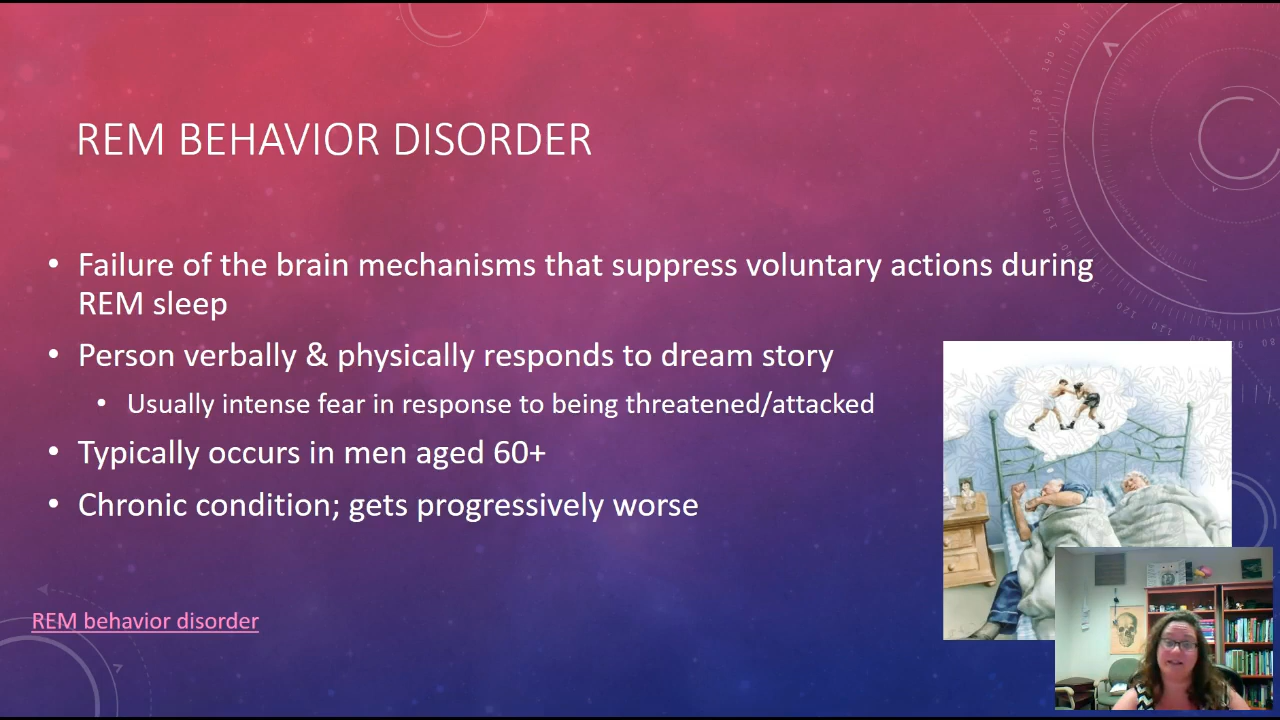 REM BEHAVIOR DISORDER
• Failure of the brain mechanisms that suppress voluntary actions during
REM sleep
• Person verbally & physically responds to dream story
• Usually intense fear in response to being threatened/attacked
• Typically occurs in men aged 60+
• Chronic condition; gets progressively worse
REM behavior disorder